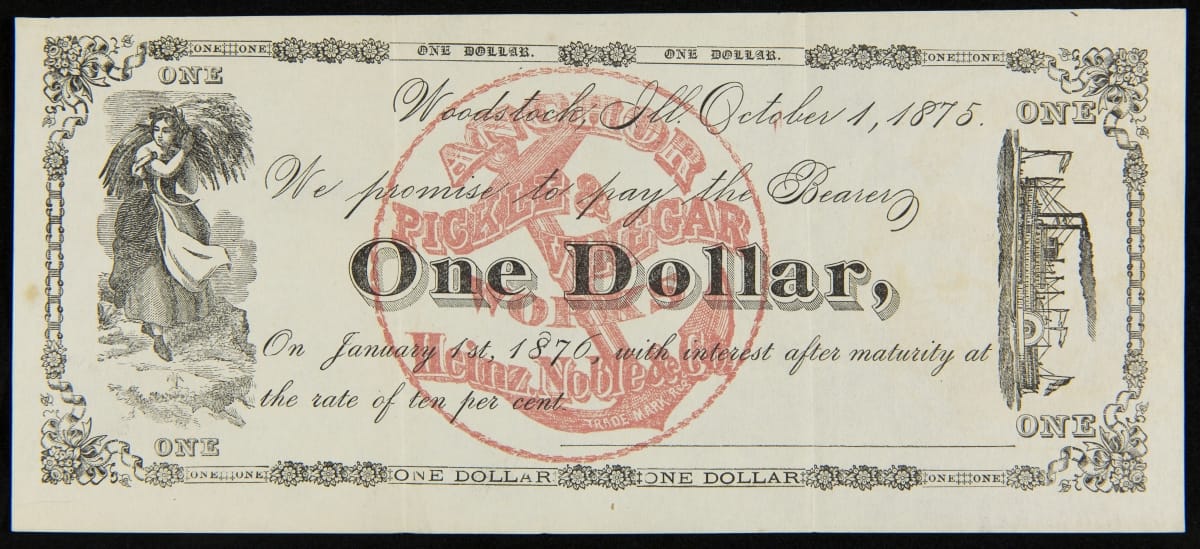 ONE ONE ONE DOLLAR. ONE DOLLAR. ONE ONE
ONE
ONE
Woodstock, Ill. October 1, 1875.
We promise to pay the Bearer
One Dollar,
On January 1st, 1876, with interest after maturity at
the rate of ten per cent.
ANCHOR
PICKLE & VINEGAR
WORKS
Heinz, Noble & Co.
TRADE MARK
ONE
ONE
ONE ONE ONE DOLLAR ONE DOLLAR ONE ONE